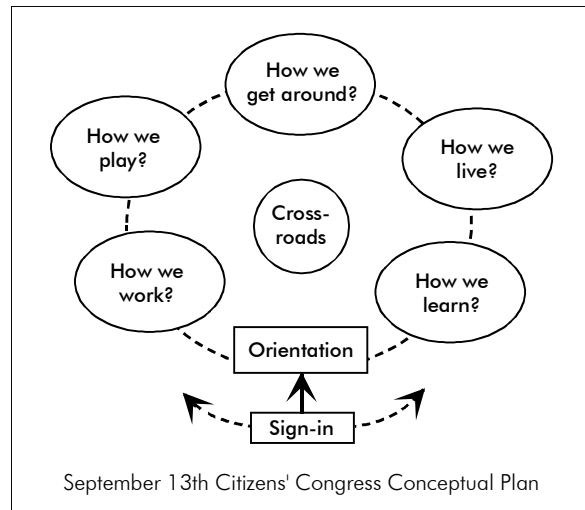 How we
get around?
How we
play?
How we
live?
Cross-
roads
How we
work?
How we
learn?
Orientation
Sign-in
September 13th Citizens' Congress Conceptual Plan